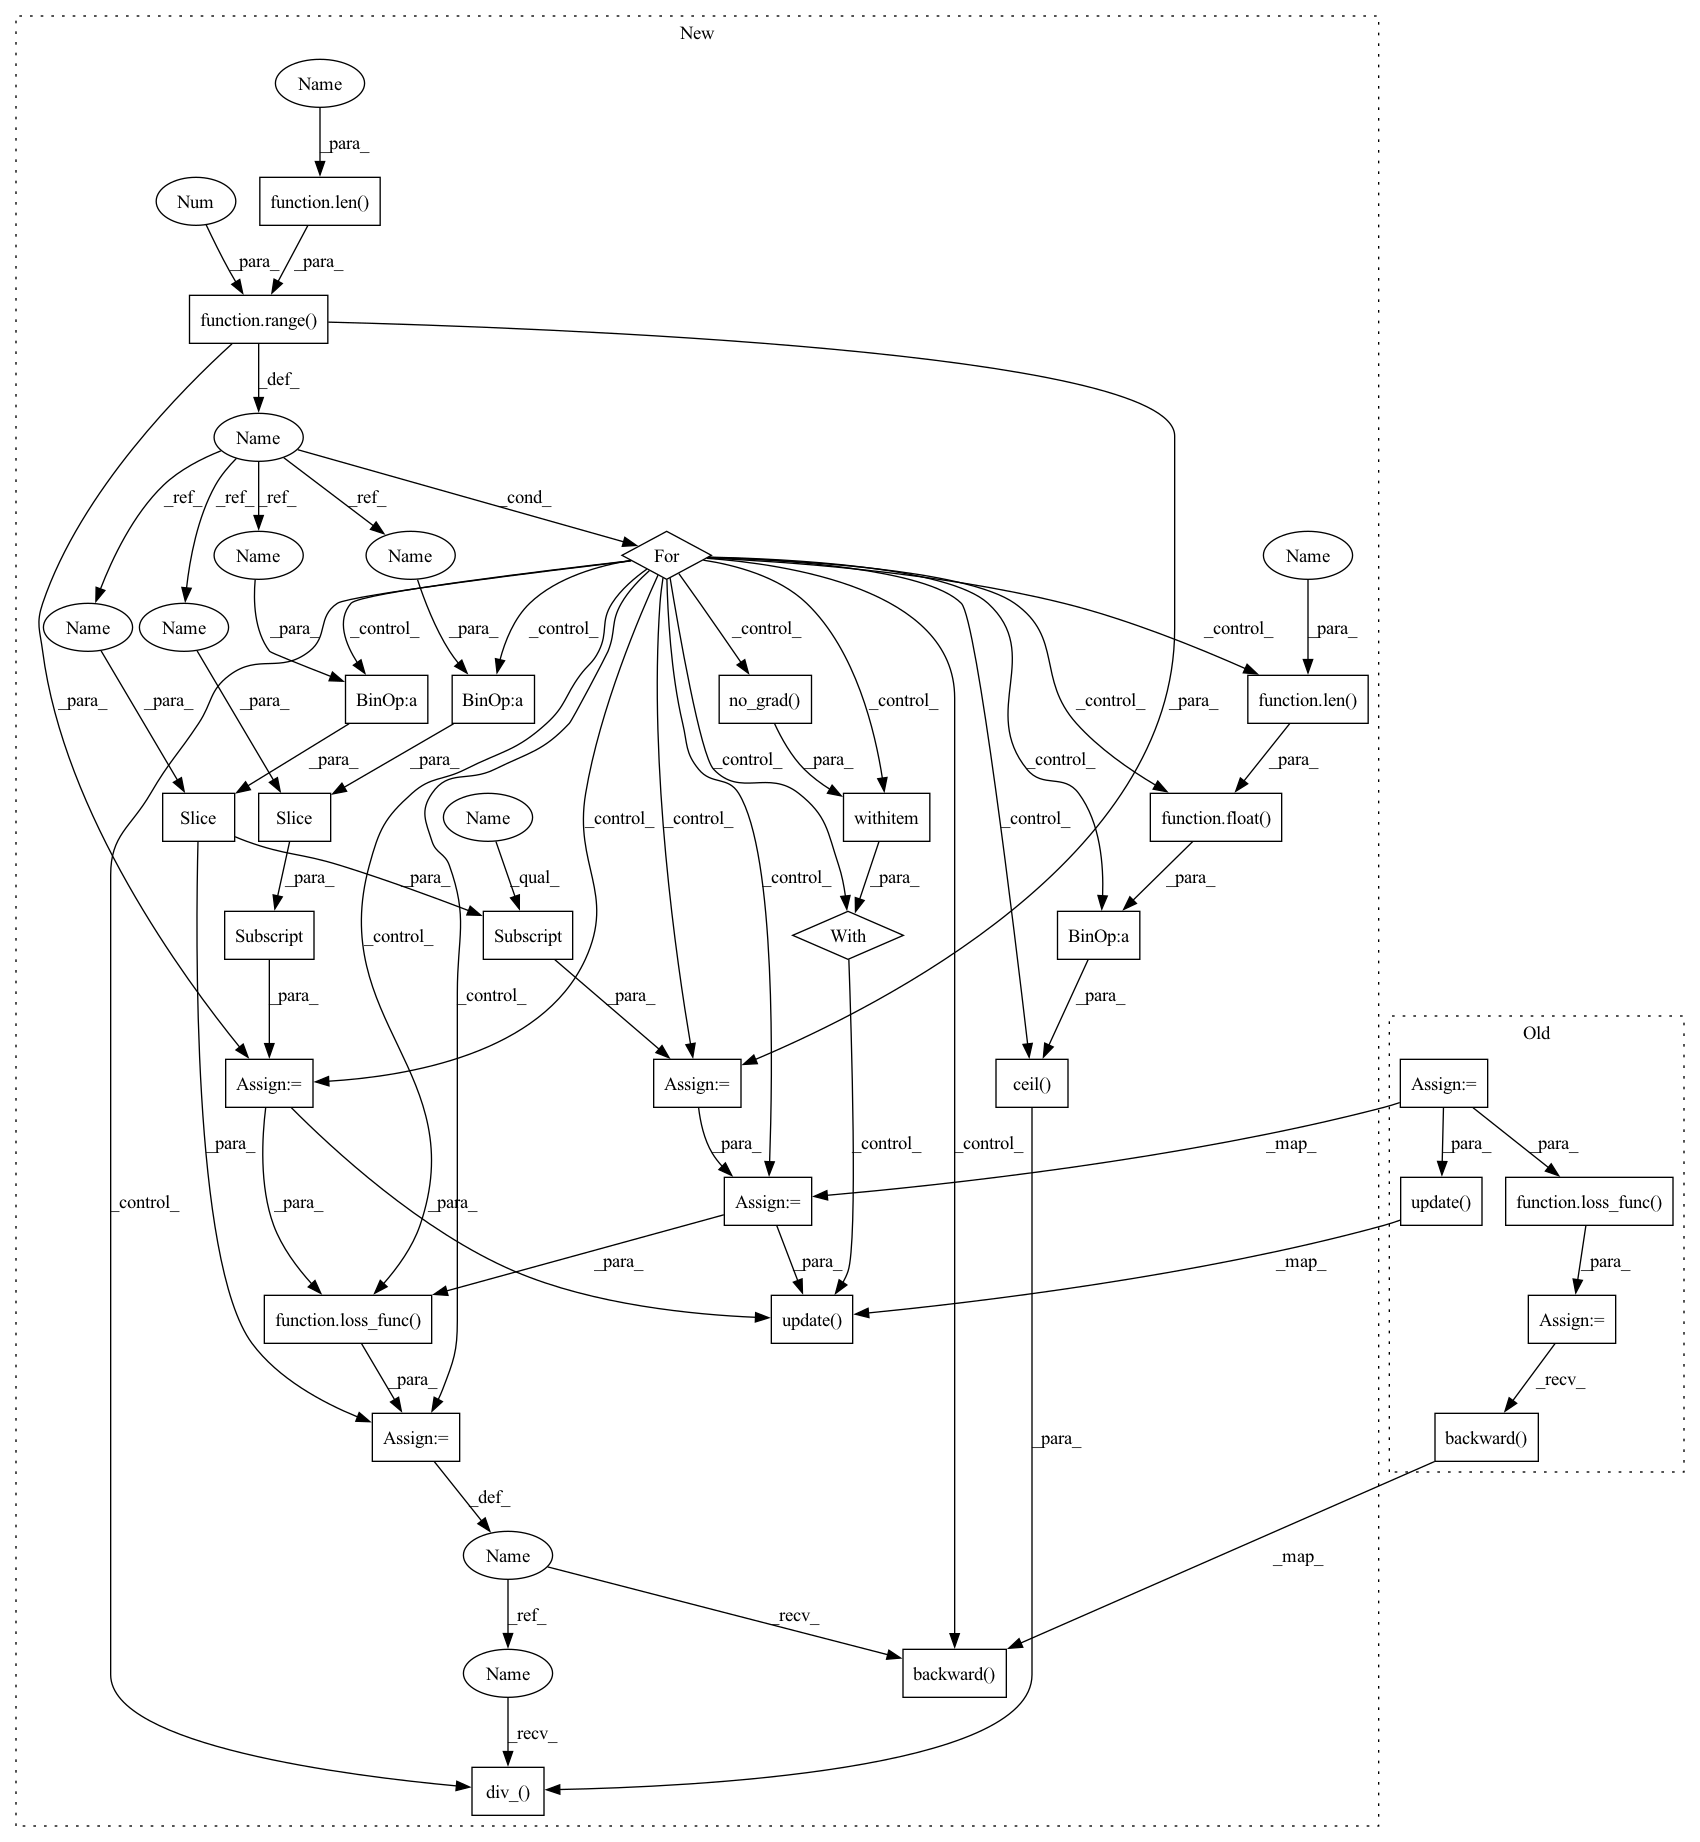 New
Name
_para_
Num
function.len()
_para_
_para_
function.range()
_def_
Name
_ref_
_ref_
_ref_
_ref_
_cond_
Name
Name
For
Name
Name
Name
_para_
_control_
_para_
_control_
_control_
_control_
_control_
_para_
_para_
_para_
_para_
BinOp:a
BinOp:a
no_grad()
function.len()
_control_
_para_
_para_
_para_
_control_
_para_
_control_
_para_
Slice
Slice
Name
_control_
_control_
withitem
_control_
function.float()
_para_
_para_
_qual_
_control_
_para_
_para_
Subscript
Subscript
With
BinOp:a
_control_
_para_
_control_
_para_
_para_
Old
Assign:=
Assign:=
ceil()
Assign:=
_para_
_para_
_control_
_control_
_map_
_para_
_para_
_control_
_para_
_para_
Assign:=
update()
function.loss_func()
_para_
_para_
_map_
_para_
function.loss_func()
update()
Assign:=
_para_
_recv_
Assign:=
_para_
backward()
_def_
Name
_map_
_ref_
_recv_
Name
backward()
_recv_
div_()